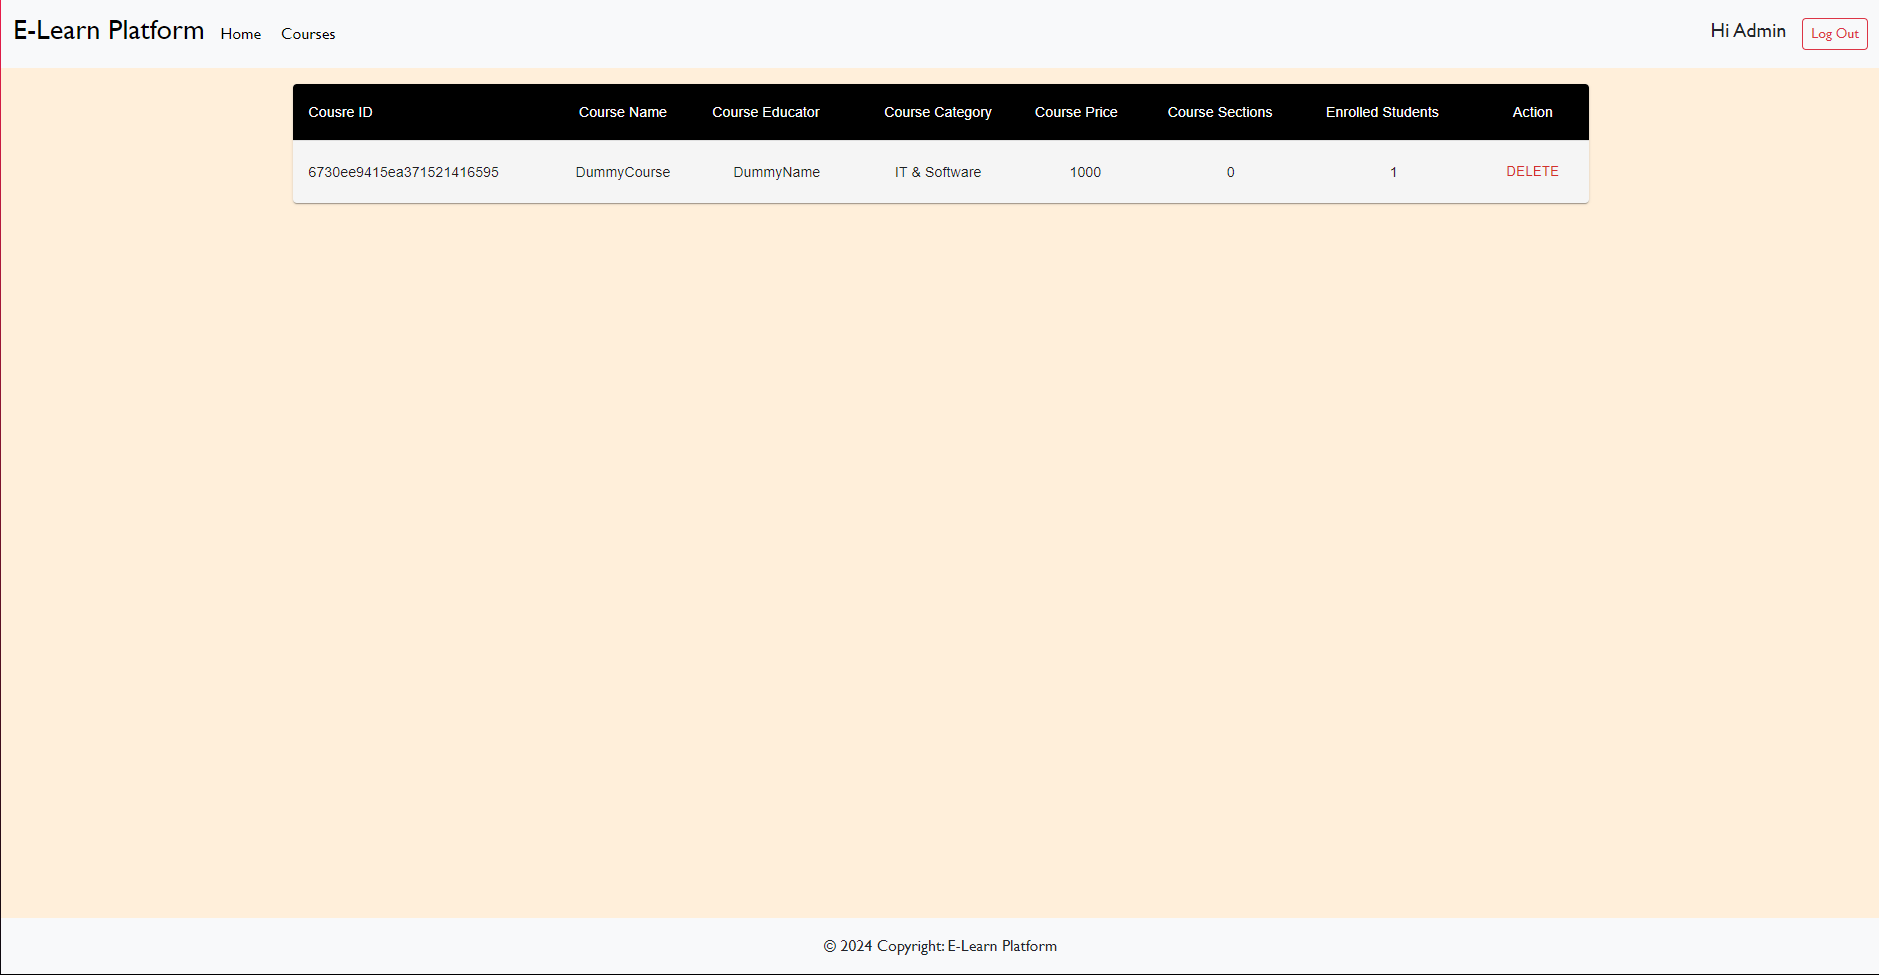 E-Learn Platform Home Courses Hi Admin Log Out
Cousre ID Course Name Course Educator Course Category Course Price Course Sections Enrolled Students Action
6730ee9415ea371521416595 DummyCourse DummyName IT & Software 1000 0 1 DELETE
© 2024 Copyright: E-Learn Platform